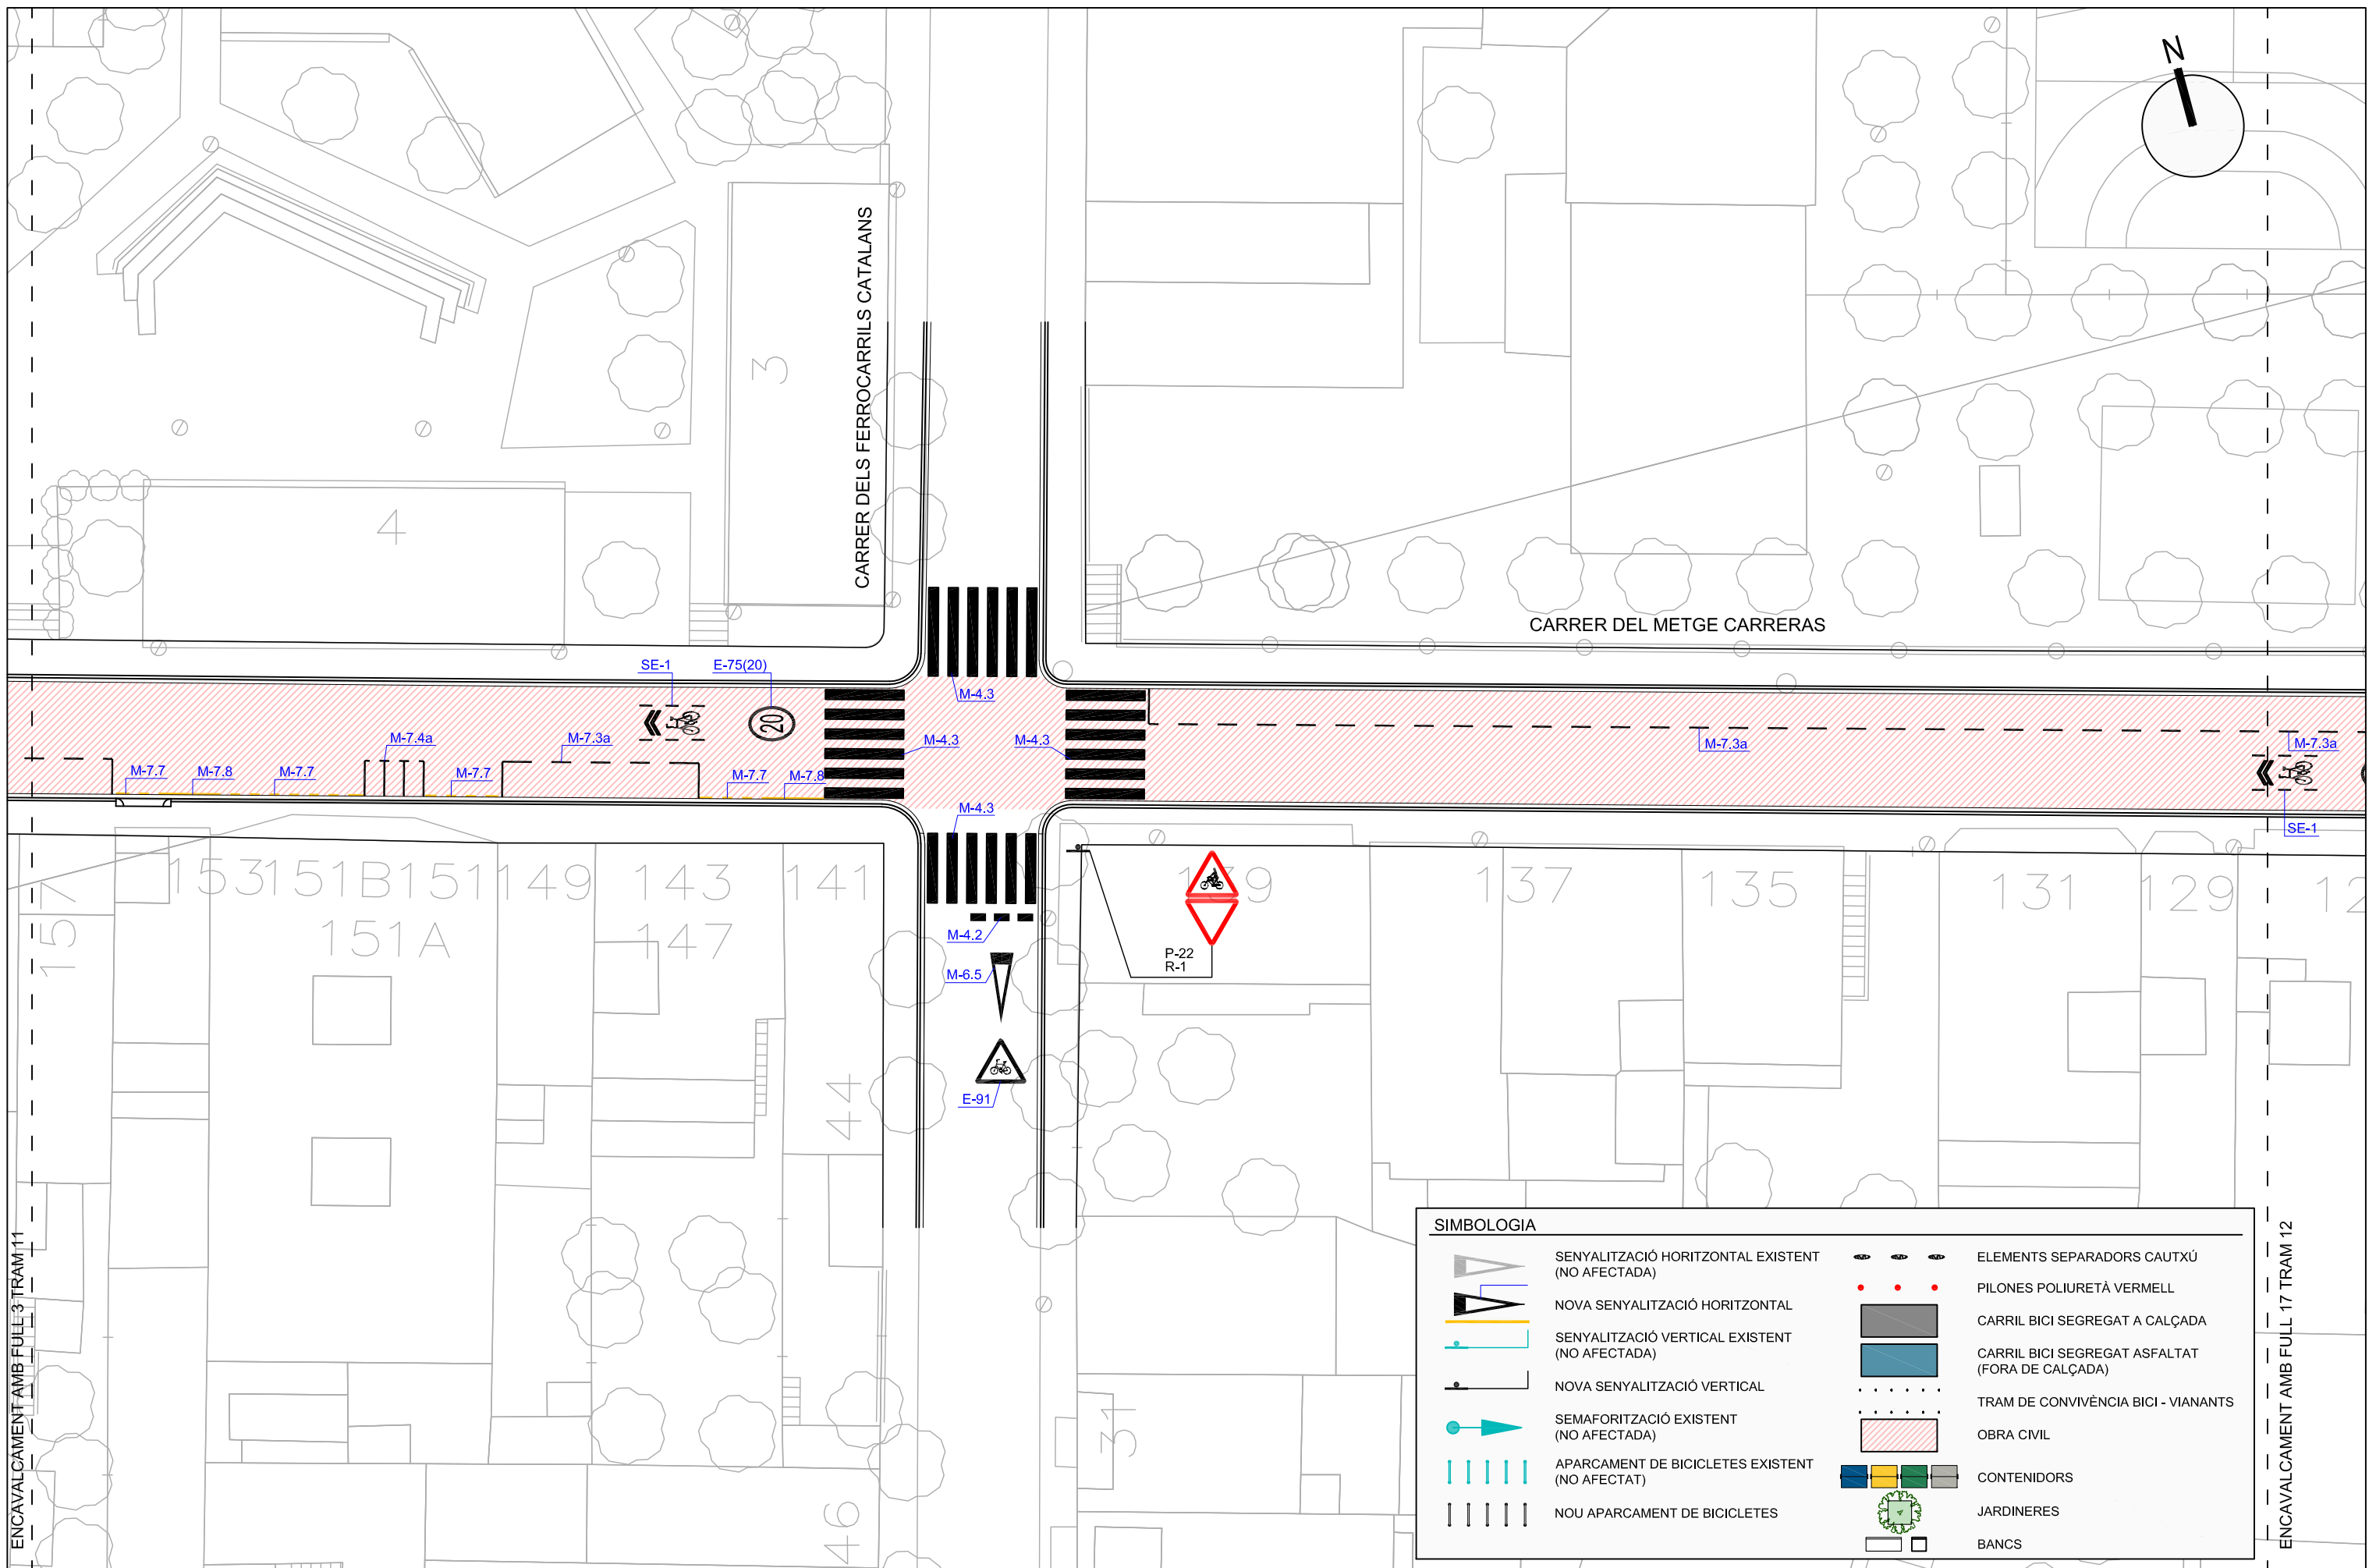 N
CARRER DELS FERROCARRILS CATALANS
3
4
CARRER DEL METGE CARRERAS
SE-1
E-75(20)
20
M-4.3
M-4.3
M-4.3
M-4.3
M-7.4a
M-7.3a
M-7.7
M-7.8
M-7.7
M-7.7
M-7.7
M-7.8
M-7.3a
M-7.3a
SE-1
157
153
151B
151
149
143
141
151A
147
139
137
135
131
129
12
M-4.2
M-6.5
E-91
P-22
R-1
44
46
31
ENCAVALCAMENT AMB FULL 3 TRAM 11
ENCAVALCAMENT AMB FULL 17 TRAM 12
SIMBOLOGIA
SENYALITZACIÓ HORITZONTAL EXISTENT
(NO AFECTADA)
NOVA SENYALITZACIÓ HORITZONTAL
SENYALITZACIÓ VERTICAL EXISTENT
(NO AFECTADA)
NOVA SENYALITZACIÓ VERTICAL
SEMAFORITZACIÓ EXISTENT
(NO AFECTADA)
APARCAMENT DE BICICLETES EXISTENT
(NO AFECTAT)
NOU APARCAMENT DE BICICLETES
ELEMENTS SEPARADORS CAUTXÚ
PILONES POLIURETÀ VERMELL
CARRIL BICI SEGREGAT A CALÇADA
CARRIL BICI SEGREGAT ASFALTAT
(FORA DE CALÇADA)
TRAM DE CONVIVÈNCIA BICI - VIANANTS
OBRA CIVIL
CONTENIDORS
JARDINERES
BANCS